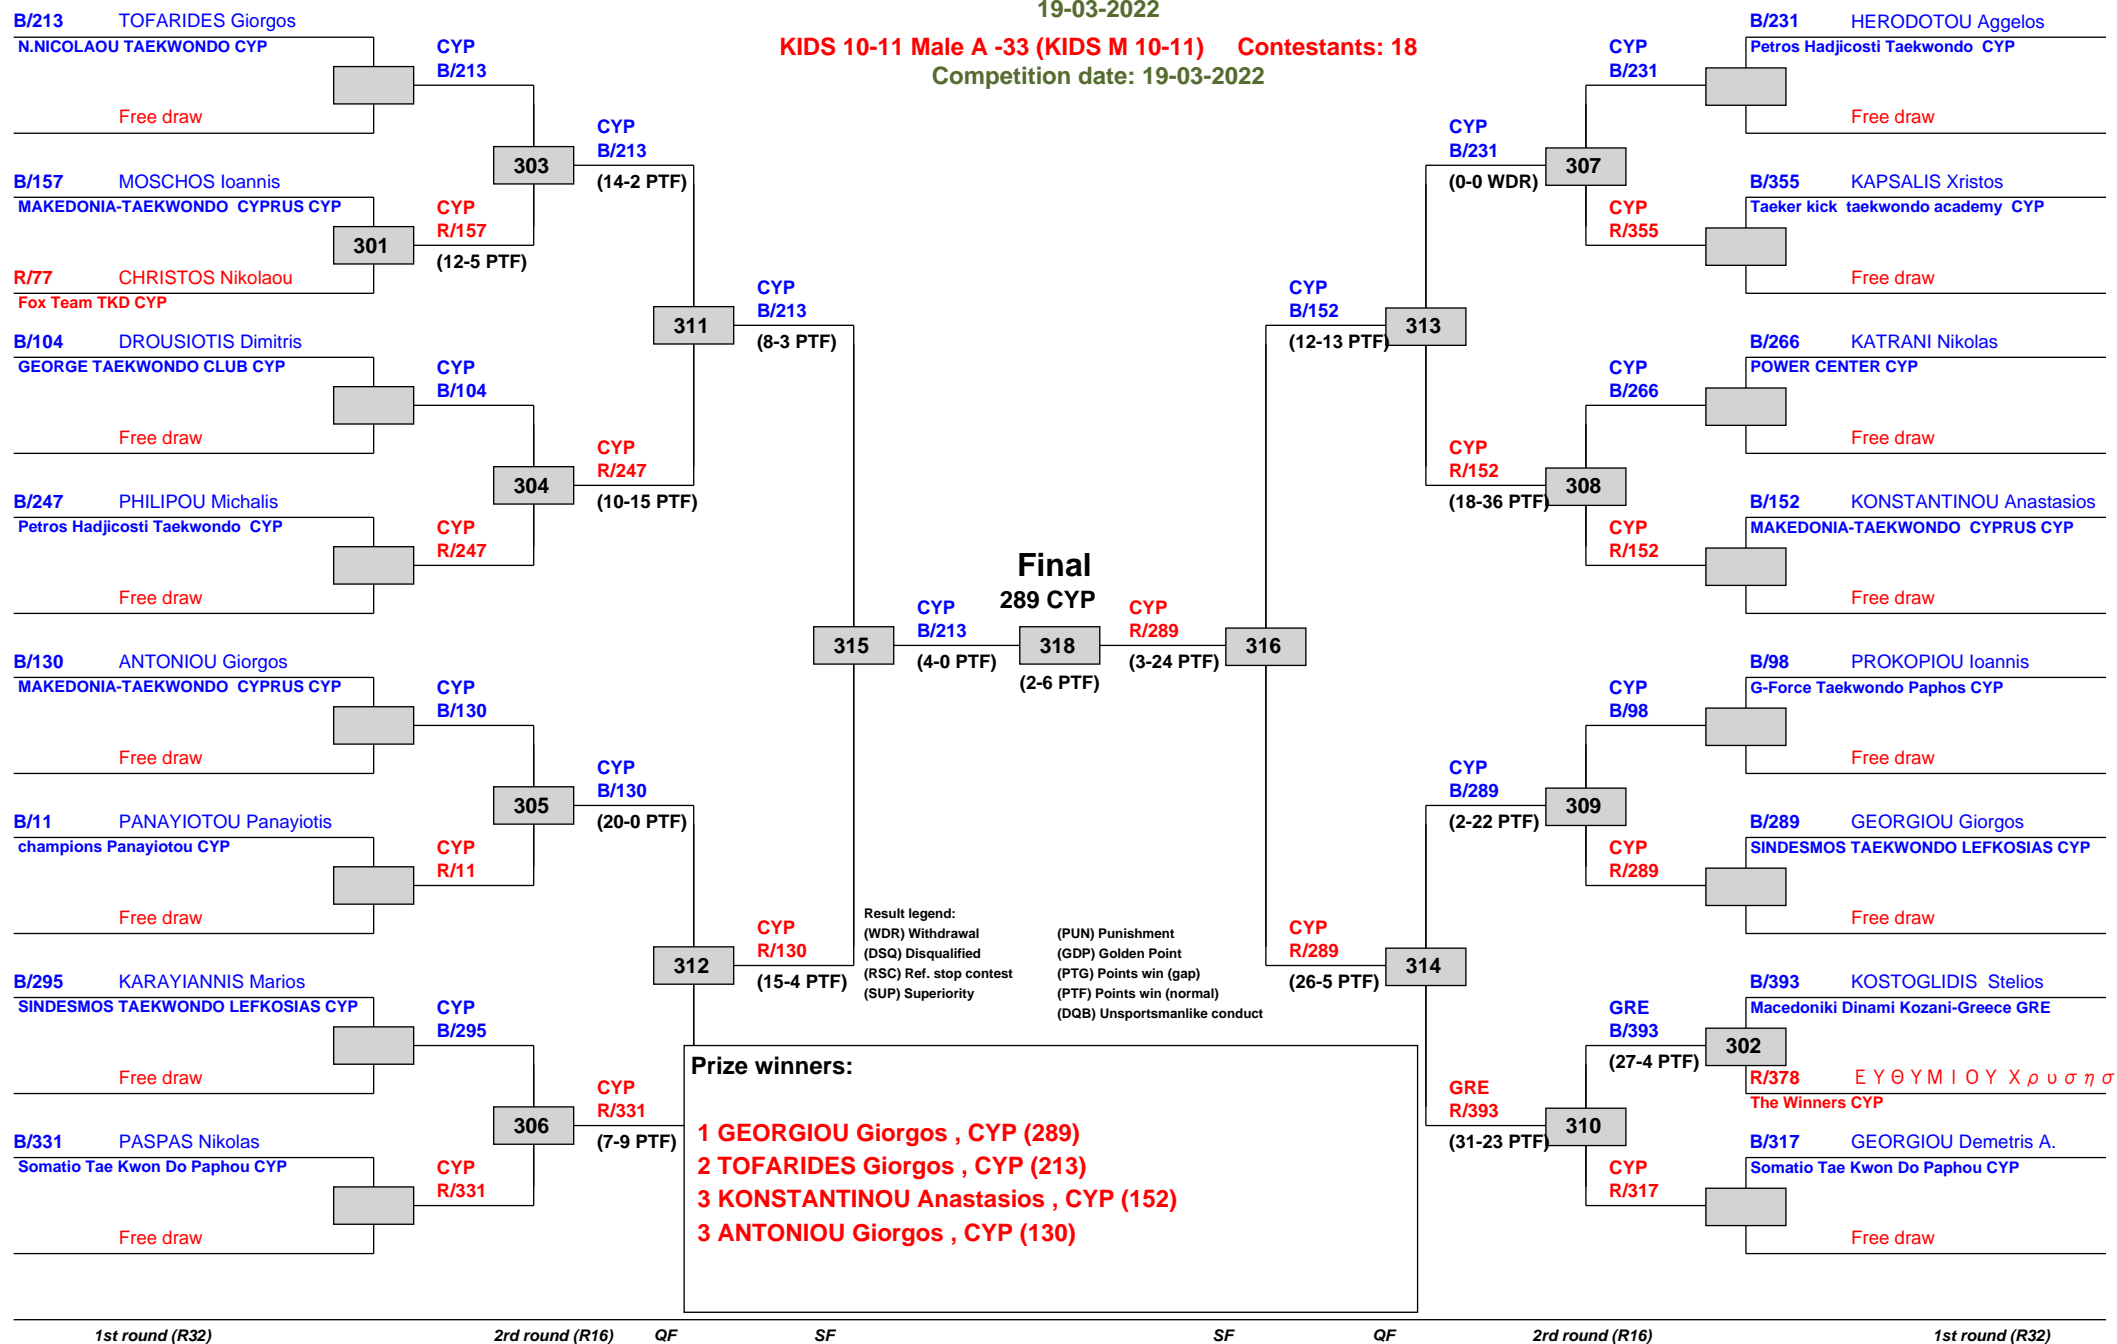 19-03-2022
KIDS 10-11 Male A -33 (KIDS M 10-11) Contestants: 18
Competition date: 19-03-2022
B/213 TOFARIDES Giorgos
N.NICOLAOU TAEKWONDO CYP
Free draw
B/157 MOSCHOS Ioannis
MAKEDONIA-TAEKWONDO CYPRUS CYP
301
R/77 CHRISTOS Nikolaou
Fox Team TKD CYP
B/104 DROUSIOTIS Dimitris
GEORGE TAEKWONDO CLUB CYP
Free draw
B/247 PHILIPOU Michalis
Petros Hadjicosti Taekwondo CYP
Free draw
B/130 ANTONIOU Giorgos
MAKEDONIA-TAEKWONDO CYPRUS CYP
Free draw
B/11 PANAYIOTOU Panayiotis
champions Panayiotou CYP
Free draw
B/295 KARAYIANNIS Marios
SINDESMOS TAEKWONDO LEFKOSIAS CYP
Free draw
B/331 PASPAS Nikolas
Somatio Tae Kwon Do Paphou CYP
Free draw
CYP
B/213
303
CYP
R/157
(12-5 PTF)
CYP
B/104
304
CYP
R/247
CYP
B/130
305
CYP
R/11
CYP
B/295
306
CYP
R/331
CYP
B/213
(14-2 PTF)
311
CYP
R/247
(10-15 PTF)
CYP
B/130
(20-0 PTF)
312
CYP
R/331
(7-9 PTF)
CYP
B/213
(8-3 PTF)
315
CYP
R/130
(15-4 PTF)
CYP
B/213
(4-0 PTF)
Final
289 CYP
318
(2-6 PTF)
CYP
R/289
(3-24 PTF)
316
CYP
B/152
(12-13 PTF)
CYP
R/289
(26-5 PTF)
CYP
B/231
(0-0 WDR)
313
CYP
R/152
(18-36 PTF)
CYP
B/289
(2-22 PTF)
314
GRE
R/393
(31-23 PTF)
CYP
B/231
307
CYP
R/355
CYP
B/266
308
CYP
R/152
CYP
B/98
309
CYP
R/289
GRE
B/393
(27-4 PTF)
310
CYP
R/317
B/231 HERODOTOU Aggelos
Petros Hadjicosti Taekwondo CYP
Free draw
B/355 KAPSALIS Xristos
Taeker kick taekwondo academy CYP
Free draw
B/266 KATRANI Nikolas
POWER CENTER CYP
Free draw
B/152 KONSTANTINOU Anastasios
MAKEDONIA-TAEKWONDO CYPRUS CYP
Free draw
B/98 PROKOPIOU Ioannis
G-Force Taekwondo Paphos CYP
Free draw
B/289 GEORGIOU Giorgos
SINDESMOS TAEKWONDO LEFKOSIAS CYP
Free draw
B/393 KOSTOGLIDIS Stelios
Macedoniki Dinami Kozani-Greece GRE
302
R/378 ΕΥΘΥΜΙΟΥ Χρυσησ
The Winners CYP
B/317 GEORGIOU Demetris A.
Somatio Tae Kwon Do Paphou CYP
Free draw
Result legend:
(WDR) Withdrawal
(DSQ) Disqualified
(RSC) Ref. stop contest
(SUP) Superiority
(PUN) Punishment
(GDP) Golden Point
(PTG) Points win (gap)
(PTF) Points win (normal)
(DQB) Unsportsmanlike conduct
Prize winners:
1 GEORGIOU Giorgos , CYP (289)
2 TOFARIDES Giorgos , CYP (213)
3 KONSTANTINOU Anastasios , CYP (152)
3 ANTONIOU Giorgos , CYP (130)
1st round (R32) 2rd round (R16) QF SF SF QF 2rd round (R16) 1st round (R32)